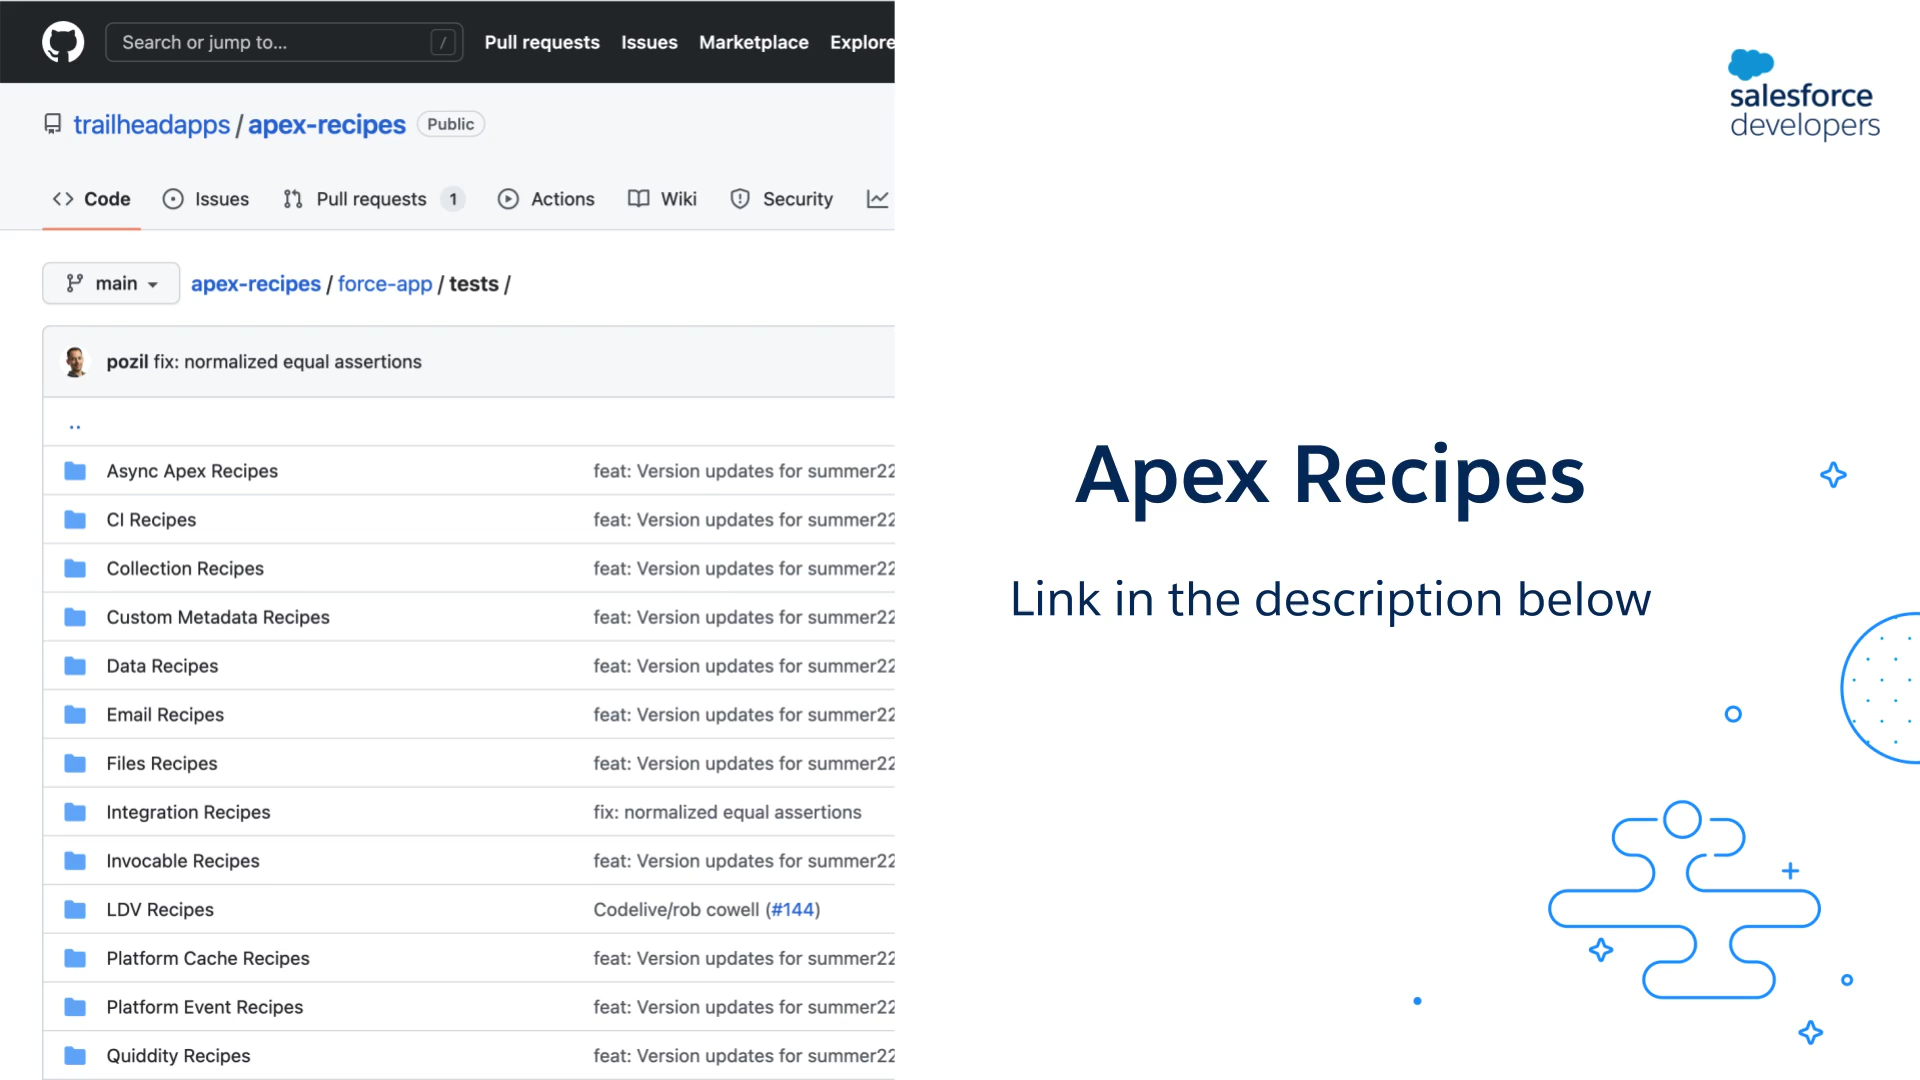 Search or jump to... /
Pull requests Issues Marketplace Explore
trailheadapps / apex-recipes Public
Code Issues Pull requests 1 Actions Wiki Security
main apex-recipes / force-app / tests /
pozil fix: normalized equal assertions
..
Async Apex Recipes feat: Version updates for summer22
CI Recipes feat: Version updates for summer22
Collection Recipes feat: Version updates for summer22
Custom Metadata Recipes feat: Version updates for summer22
Data Recipes feat: Version updates for summer22
Email Recipes feat: Version updates for summer22
Files Recipes feat: Version updates for summer22
Integration Recipes fix: normalized equal assertions
Invocable Recipes feat: Version updates for summer22
LDV Recipes Codelive/rob cowell (#144)
Platform Cache Recipes feat: Version updates for summer22
Platform Event Recipes feat: Version updates for summer22
Quiddity Recipes feat: Version updates for summer22
salesforce
developers
Apex Recipes
Link in the description below